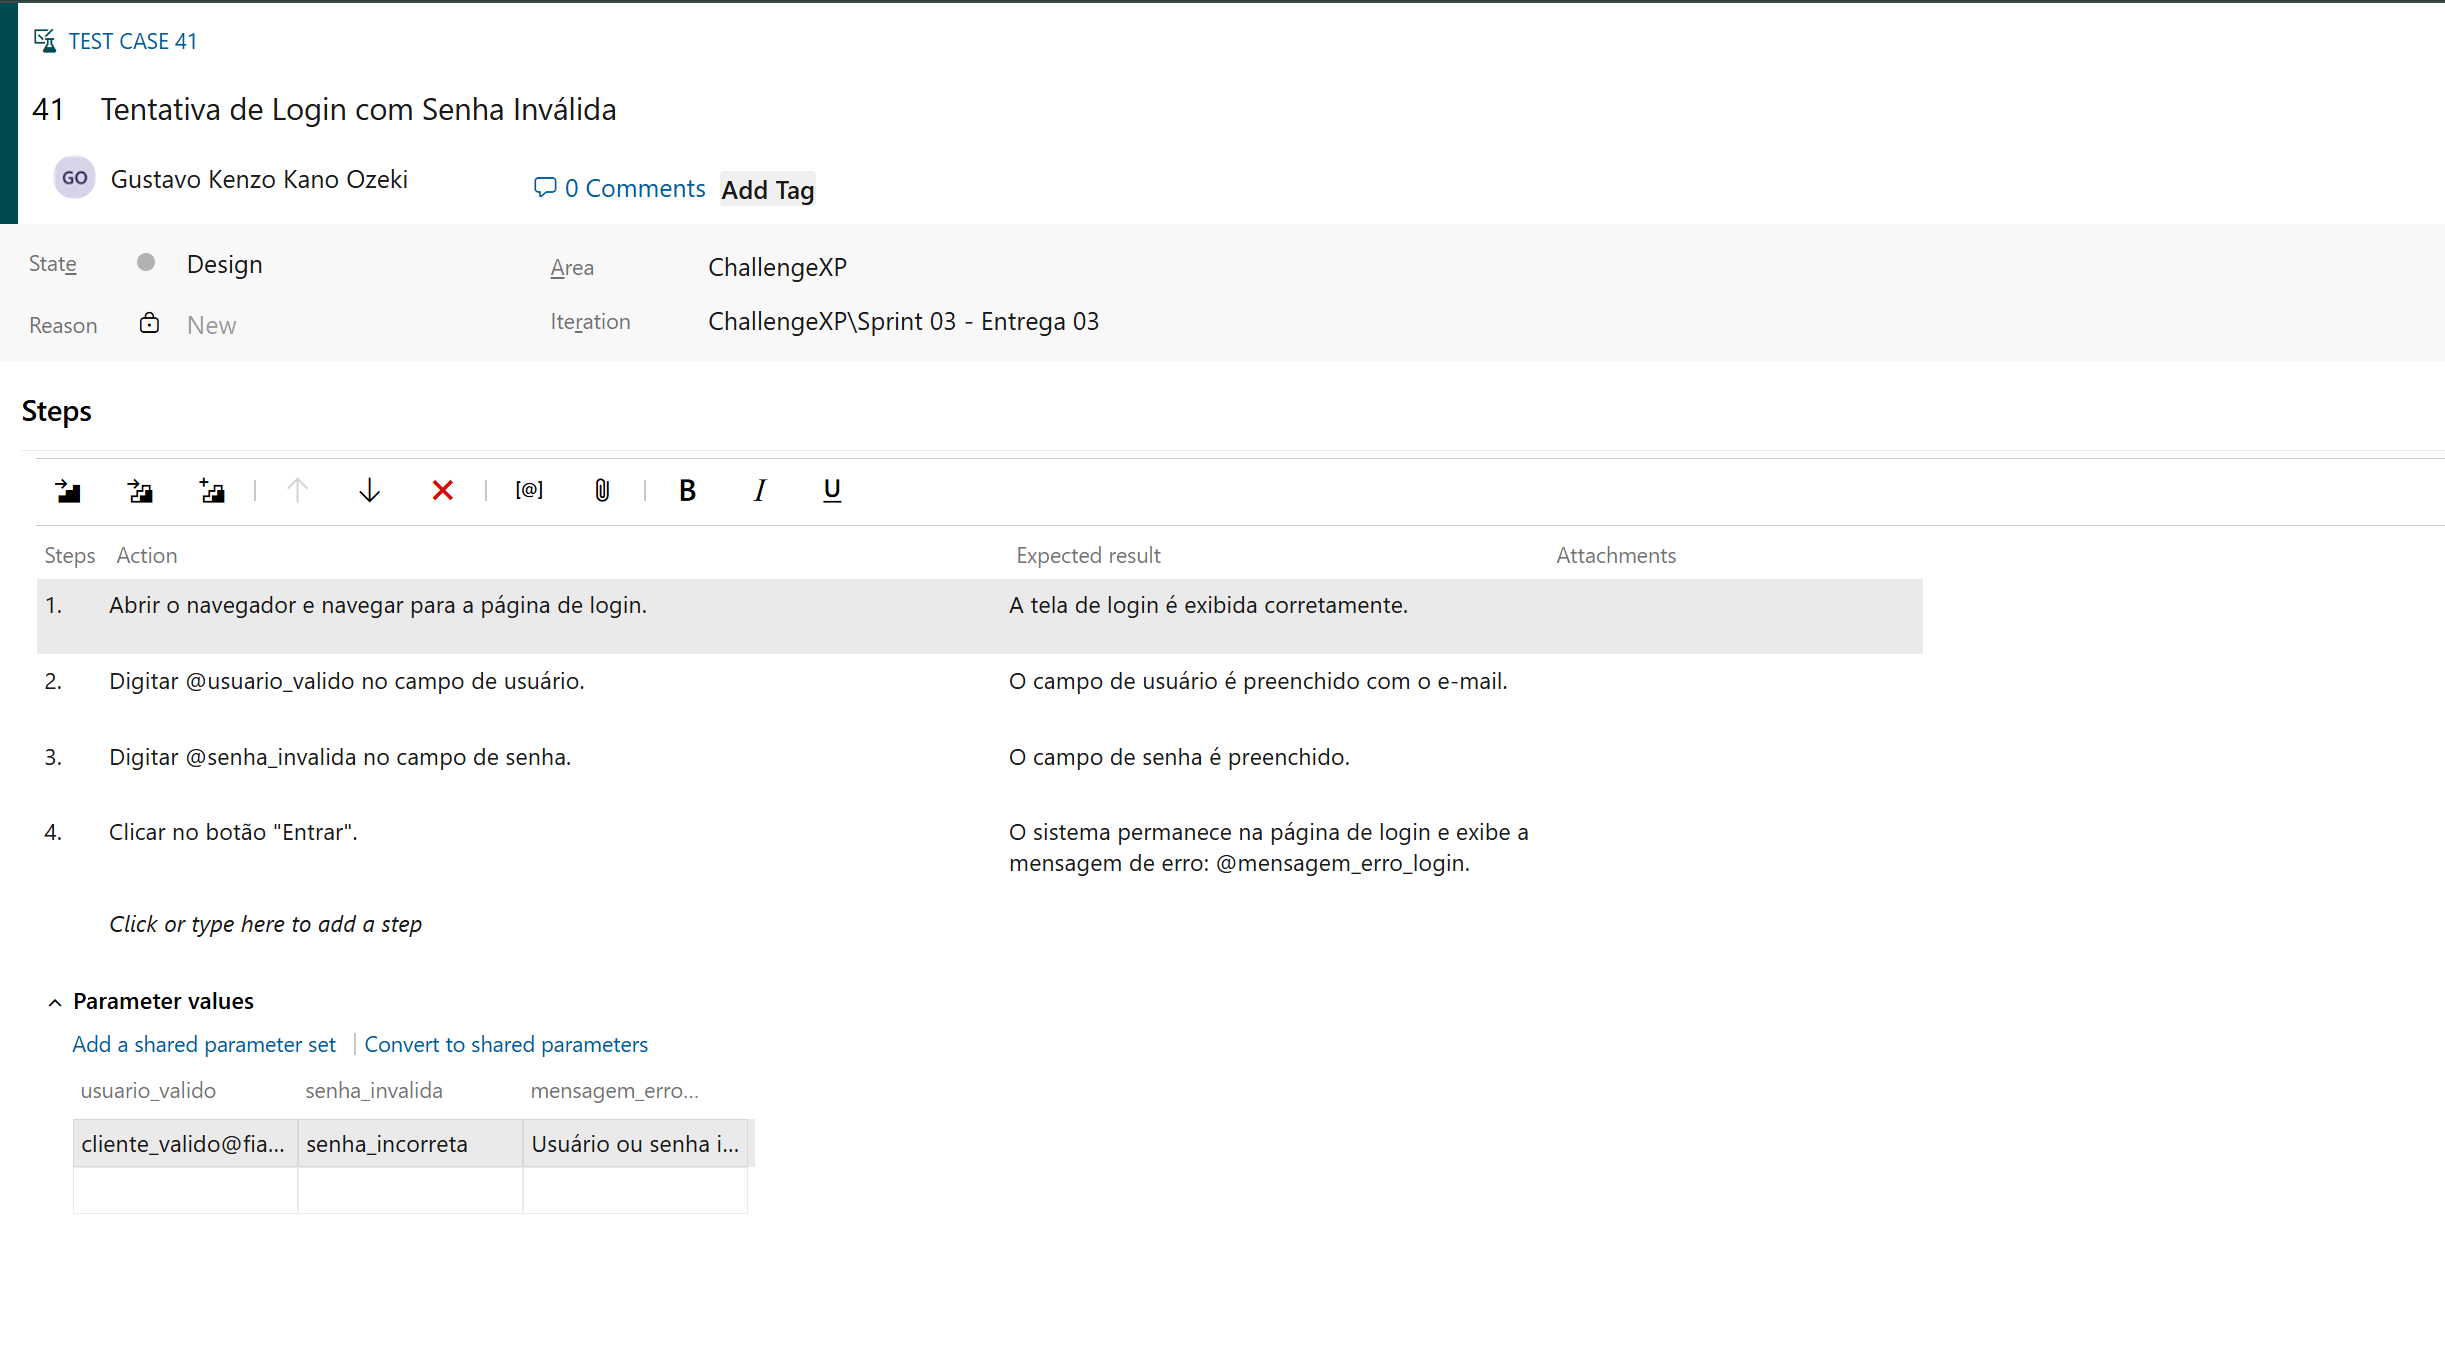 TEST CASE 41
41 Tentativa de Login com Senha Inválida
GO Gustavo Kenzo Kano Ozeki 0 Comments Add Tag
State Design Area ChallengeXP
Reason New Iteration ChallengeXP\Sprint 03 - Entrega 03
Steps
[@] B I U
Steps Action Expected result Attachments
1. Abrir o navegador e navegar para a página de login. A tela de login é exibida corretamente.
2. Digitar @usuario_valido no campo de usuário. O campo de usuário é preenchido com o e-mail.
3. Digitar @senha_invalida no campo de senha. O campo de senha é preenchido.
4. Clicar no botão "Entrar". O sistema permanece na página de login e exibe a
mensagem de erro: @mensagem_erro_login.
Click or type here to add a step
Parameter values
Add a shared parameter set | Convert to shared parameters
usuario_valido senha_invalida mensagem_erro...
cliente_valido@fia... senha_incorreta Usuário ou senha i...